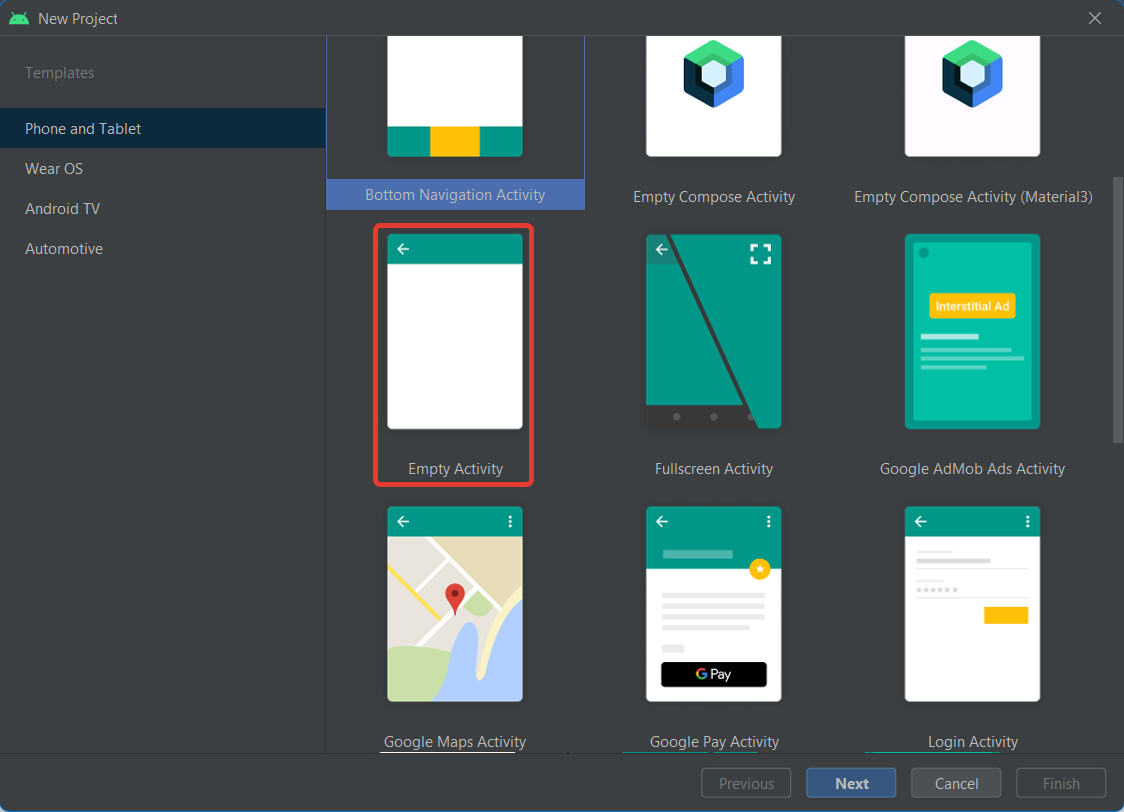 New Project
Templates
Phone and Tablet
Wear OS
Android TV
Automotive
Bottom Navigation Activity
Empty Compose Activity
Empty Compose Activity (Material3)
Interstitial Ad
Empty Activity
Fullscreen Activity
Google AdMob Ads Activity
G Pay
Google Maps Activity
Google Pay Activity
Login Activity
Previous
Next
Cancel
Finish